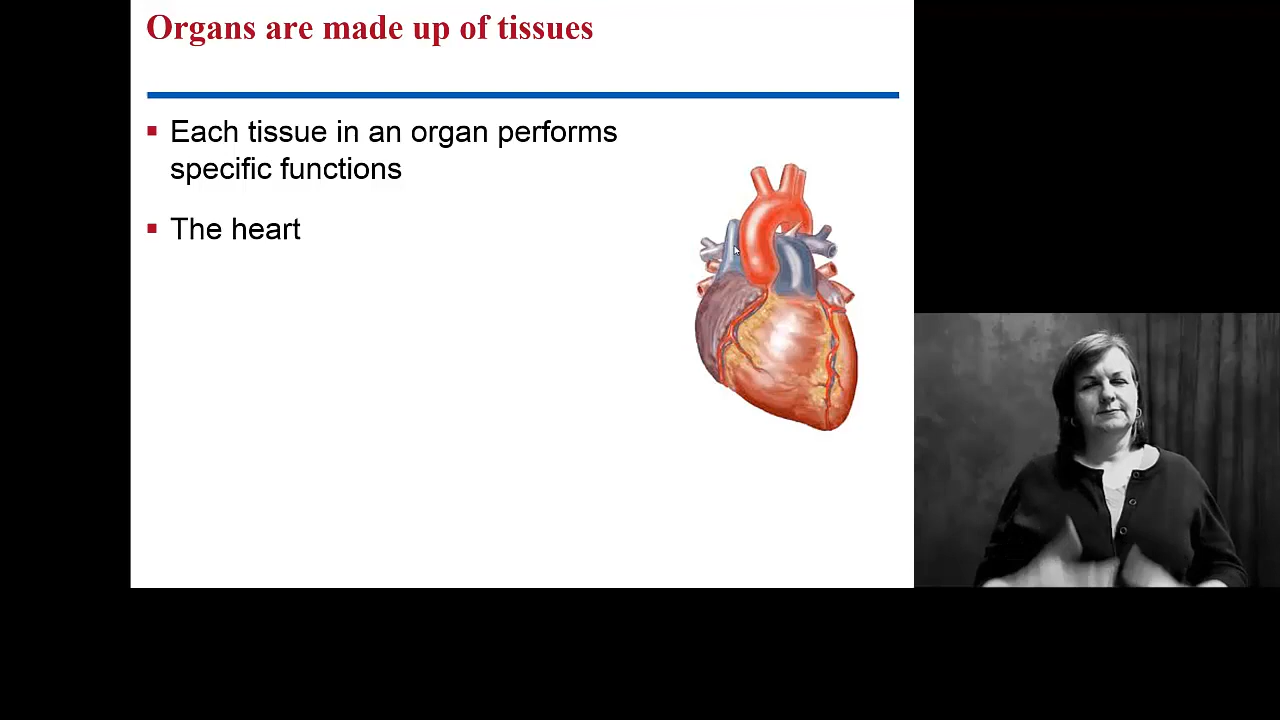 Organs are made up of tissues
Each tissue in an organ performs
specific functions
The heart